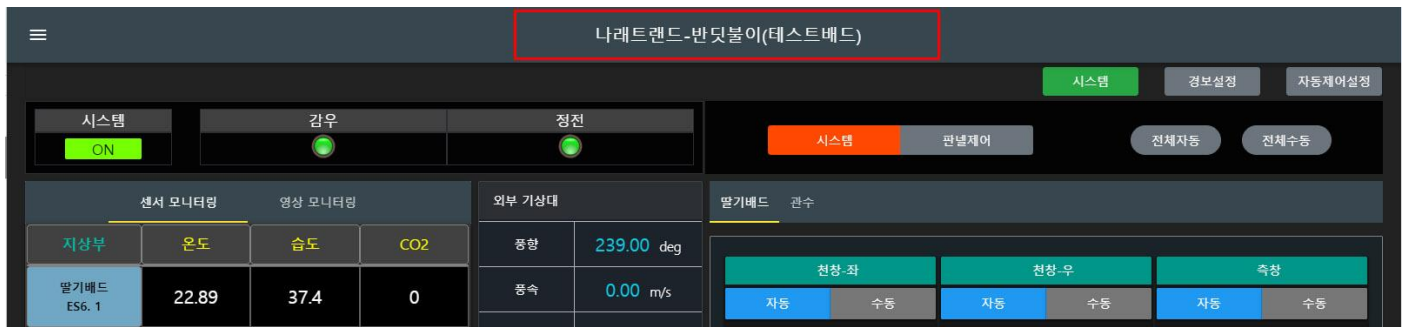 나래트랜드-반딧불이(테스트배드)
시스템 경보설정 자동제어설정
시스템 감우 정전
ON
시스템 판넬제어 전체자동 전체수동
센서 모니터링 영상 모니터링
지상부 온도 습도 CO2
딸기배드
ES6. 1
22.89 37.4 0
외부 기상대
풍향 239.00 deg
풍속 0.00 m/s
딸기배드 관수
천창-좌 천창-우 측창
자동 수동 자동 수동 자동 수동